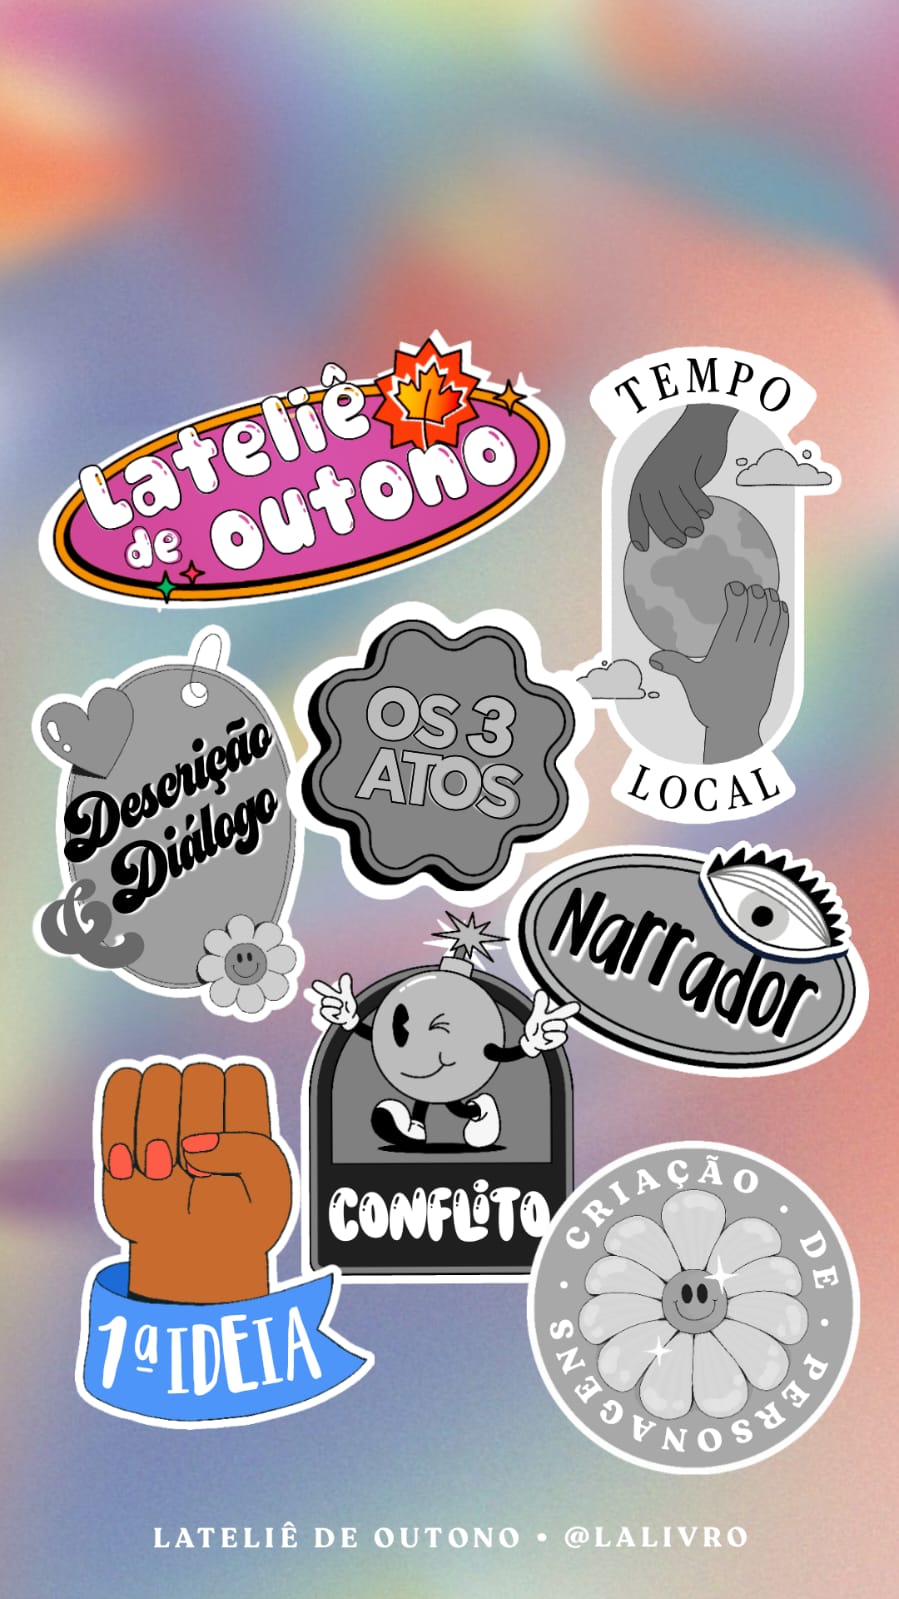 Lateliê
de outono
TEMPO
LOCAL
Descrição
& Diálogo
OS 3
ATOS
Narrador
CONFLITO
1ª IDEIA
CRIAÇÃO · DE · PERSONAGENS ·
LATELIÊ DE OUTONO • @LALIVRO